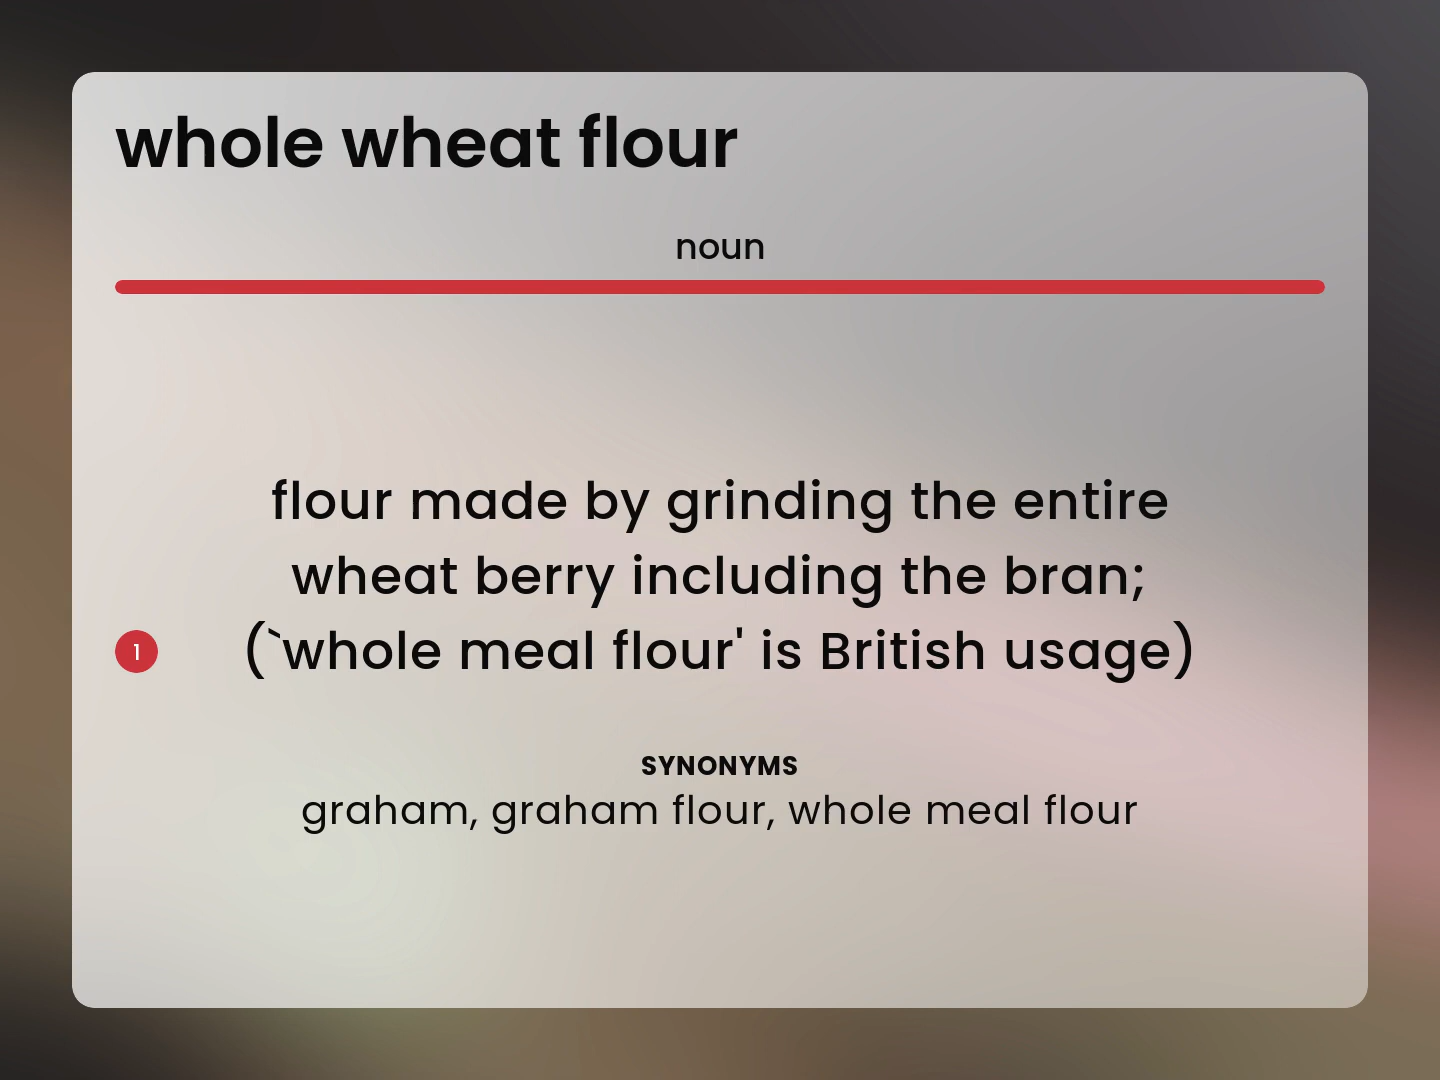 whole wheat flour
noun
flour made by grinding the entire
wheat berry including the bran;
1 (`whole meal flour' is British usage)
SYNONYMS
graham, graham flour, whole meal flour